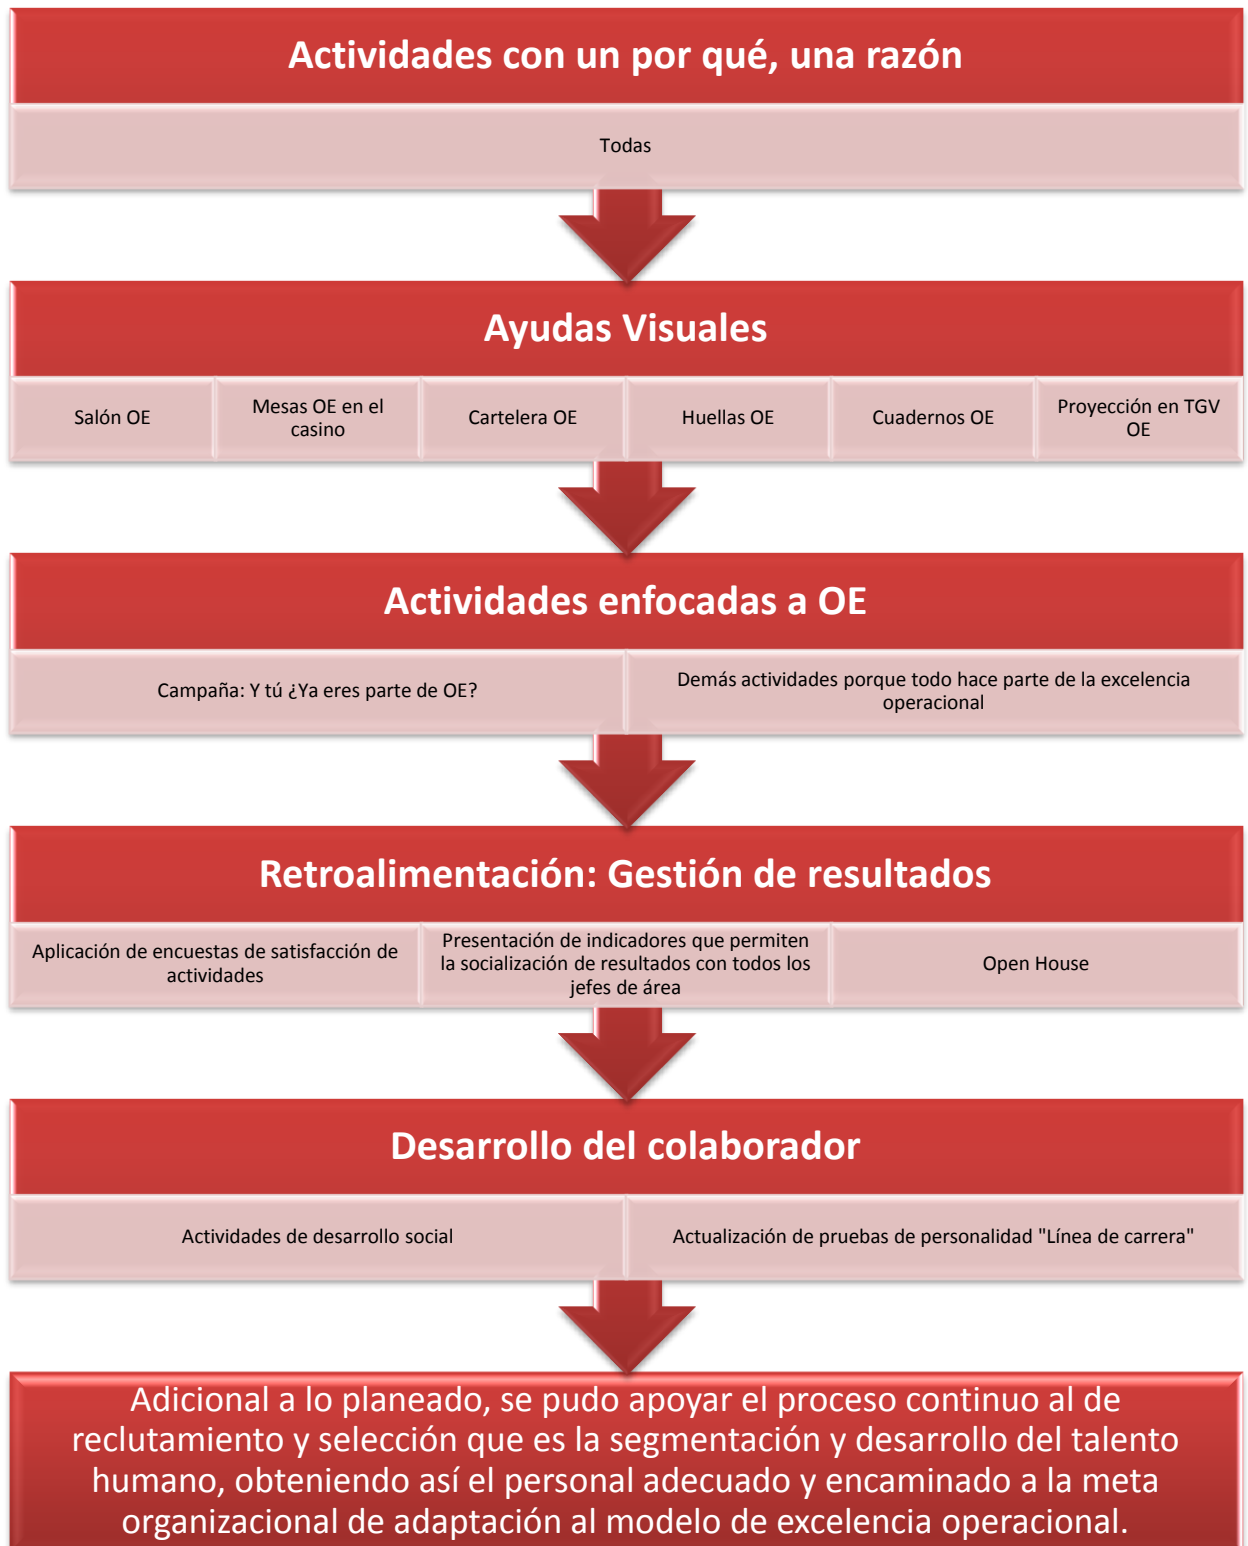 Actividades con un por qué, una razón
Todas
Ayudas Visuales
Salón OE
Mesas OE en el
casino
Cartelera OE
Huellas OE
Cuadernos OE
Proyección en TGV
OE
Actividades enfocadas a OE
Campaña: Y tú ¿Ya eres parte de OE?
Demás actividades porque todo hace parte de la excelencia
operacional
Retroalimentación: Gestión de resultados
Aplicación de encuestas de satisfacción de
actividades
Presentación de indicadores que permiten
la socialización de resultados con todos los
jefes de área
Open House
Desarrollo del colaborador
Actividades de desarrollo social
Actualización de pruebas de personalidad "Línea de carrera"
Adicional a lo planeado, se pudo apoyar el proceso continuo al de
reclutamiento y selección que es la segmentación y desarrollo del talento
humano, obteniendo así el personal adecuado y encaminado a la meta
organizacional de adaptación al modelo de excelencia operacional.